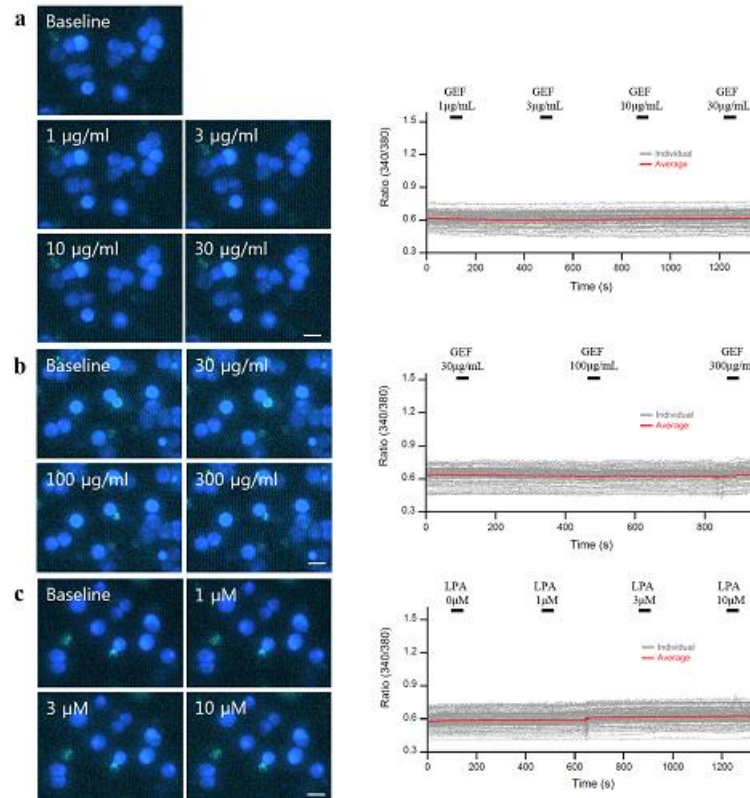 a
Baseline
1 µg/ml
3 µg/ml
10 µg/ml
30 µg/ml
GEF GEF GEF GEF
1µg/mL 3µg/mL 10µg/mL 30µg/mL
1.5
1.2
0.9
0.6
0.3
Ratio (340/380)
Individual
Average
0 200 400 600 800 1000 1200
Time (s)
b
Baseline
30 µg/ml
100 µg/ml
300 µg/ml
GEF GEF GEF
30µg/mL 100µg/mL 300µg/m
1.5
1.2
0.9
0.6
0.3
Ratio (340/380)
Individual
Average
0 200 400 600 800
Time (s)
c
Baseline
1 µM
3 µM
10 µM
LPA LPA LPA LPA
0µM 1µM 3µM 10µM
1.5
1.2
0.9
0.6
0.3
Ratio (340/380)
Individual
Average
0 200 400 600 800 1000 1200
Time (s)